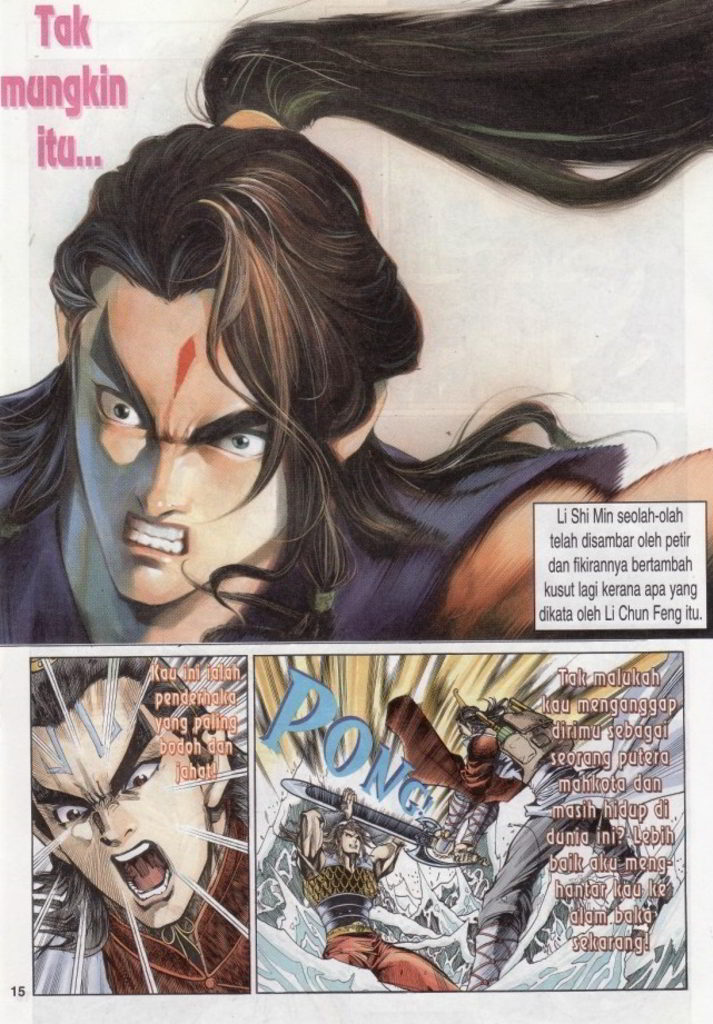 Tak
mungkin
itu...
Li Shi Min seolah-olah
telah disambar oleh petir
dan fikirannya bertambah
kusut lagi kerana apa yang
dikata oleh Li Chun Feng itu.
Kau ini ialah
penderhaka
yang paling
bodoh dan
jahat!
PONG!
Tak malukah
kau menganggap
dirimu sebagai
seorang putera
mahkota dan
masih hidup di
dunia ini? Lebih
baik aku meng-
hantar kau ke
alam baka
sekarang!
15